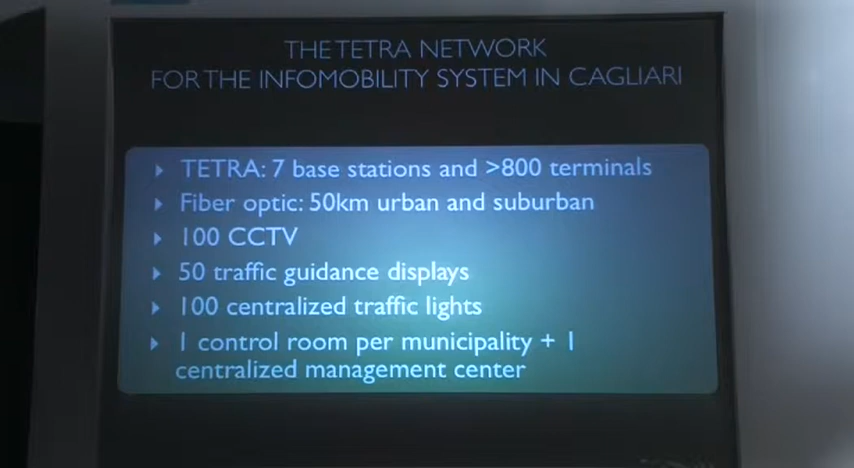 THE TETRA NETWORK
FOR THE INFOMOBILITY SYSTEM IN CAGLIARI
TETRA: 7 base stations and >800 terminals
Fiber optic: 50km urban and suburban
100 CCTV
50 traffic guidance displays
100 centralized traffic lights
1 control room per municipality + 1
centralized management center